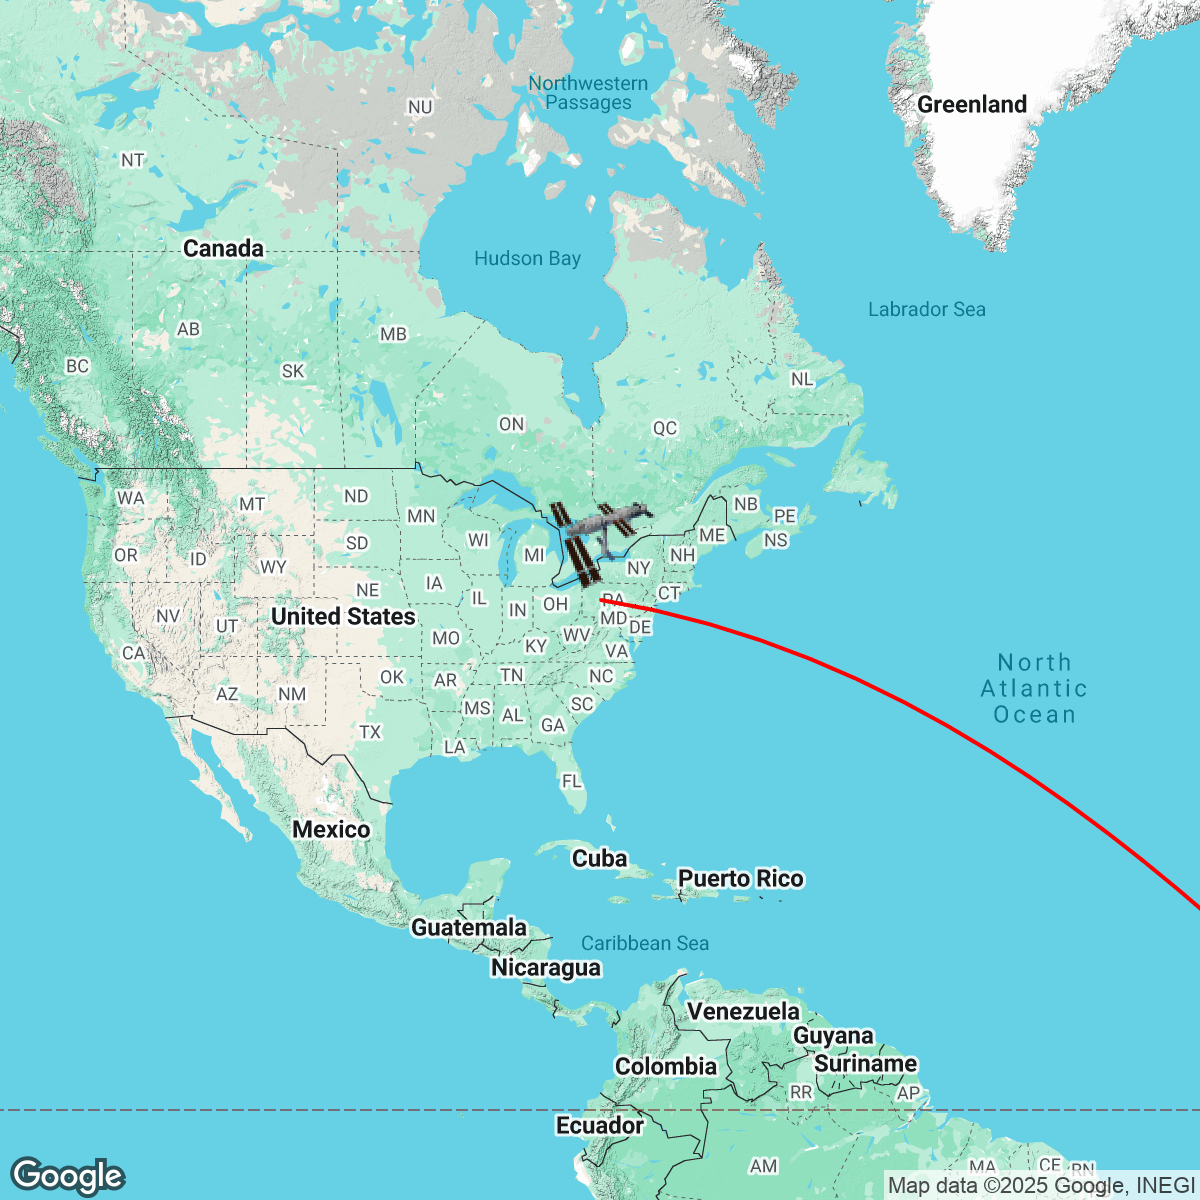 Northwestern
Passages
Greenland
NU
NT
Canada
Hudson Bay
Labrador Sea
AB
MB
BC
SK
NL
ON
QC
WA
MT
ND
MN
NB
PE
OR
ID
SD
WI
MI
ME
NS
WY
NY
NH
NV
UT
NE
IA
IL
IN
OH
PA
CT
United States
MD
DE
CA
MO
KY
WV
VA
North
Atlantic
Ocean
AZ
NM
OK
AR
TN
NC
MS
AL
SC
GA
TX
LA
FL
Mexico
Cuba
Puerto Rico
Guatemala
Caribbean Sea
Nicaragua
Venezuela
Guyana
Colombia
Suriname
RR
AP
Ecuador
AM
MA
CE
RN
Google
Map data ©2025 Google, INEGI